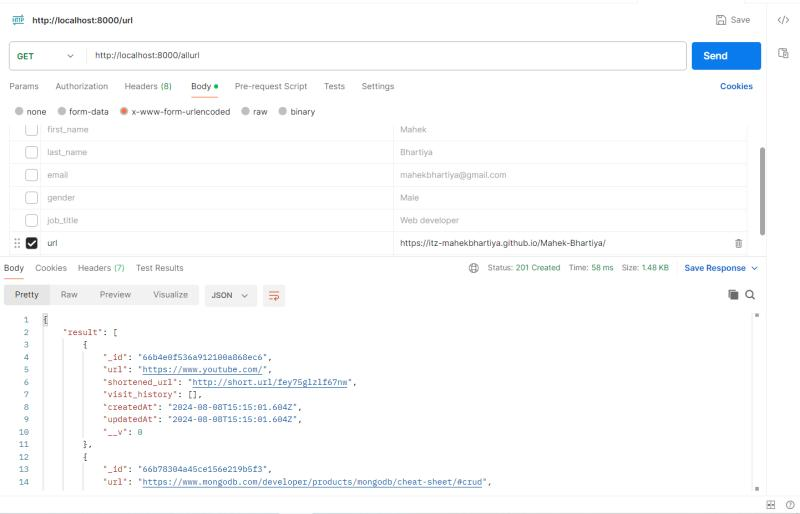 HTTP http://localhost:8000/url Save
GET http://localhost:8000/allurl Send
Params Authorization Headers (8) Body Pre-request Script Tests Settings Cookies
none form-data x-www-form-urlencoded raw binary
first_name Mahek
last_name Bhartiya
email mahekbhartiya@gmail.com
gender Male
job_title Web developer
url https://itz-mahekbhartiya.github.io/Mahek-Bhartiya/
Body Cookies Headers (7) Test Results Status: 201 Created Time: 58 ms Size: 1.48 KB Save Response
Pretty Raw Preview Visualize JSON
1 {
2 "result": [
3 {
4 "_id": "66b4e0f536a912100a868ec6",
5 "url": "https://www.youtube.com/",
6 "shortened_url": "http://short.url/fey75glzlf67nw",
7 "visit_history": [],
8 "createdAt": "2024-08-08T15:15:01.604Z",
9 "updatedAt": "2024-08-08T15:15:01.604Z",
10 "__v": 0
11 },
12 {
13 "_id": "66b78304a45ce156e219b5f3",
14 "url": "https://www.mongodb.com/developer/products/mongodb/cheat-sheet/#crud",